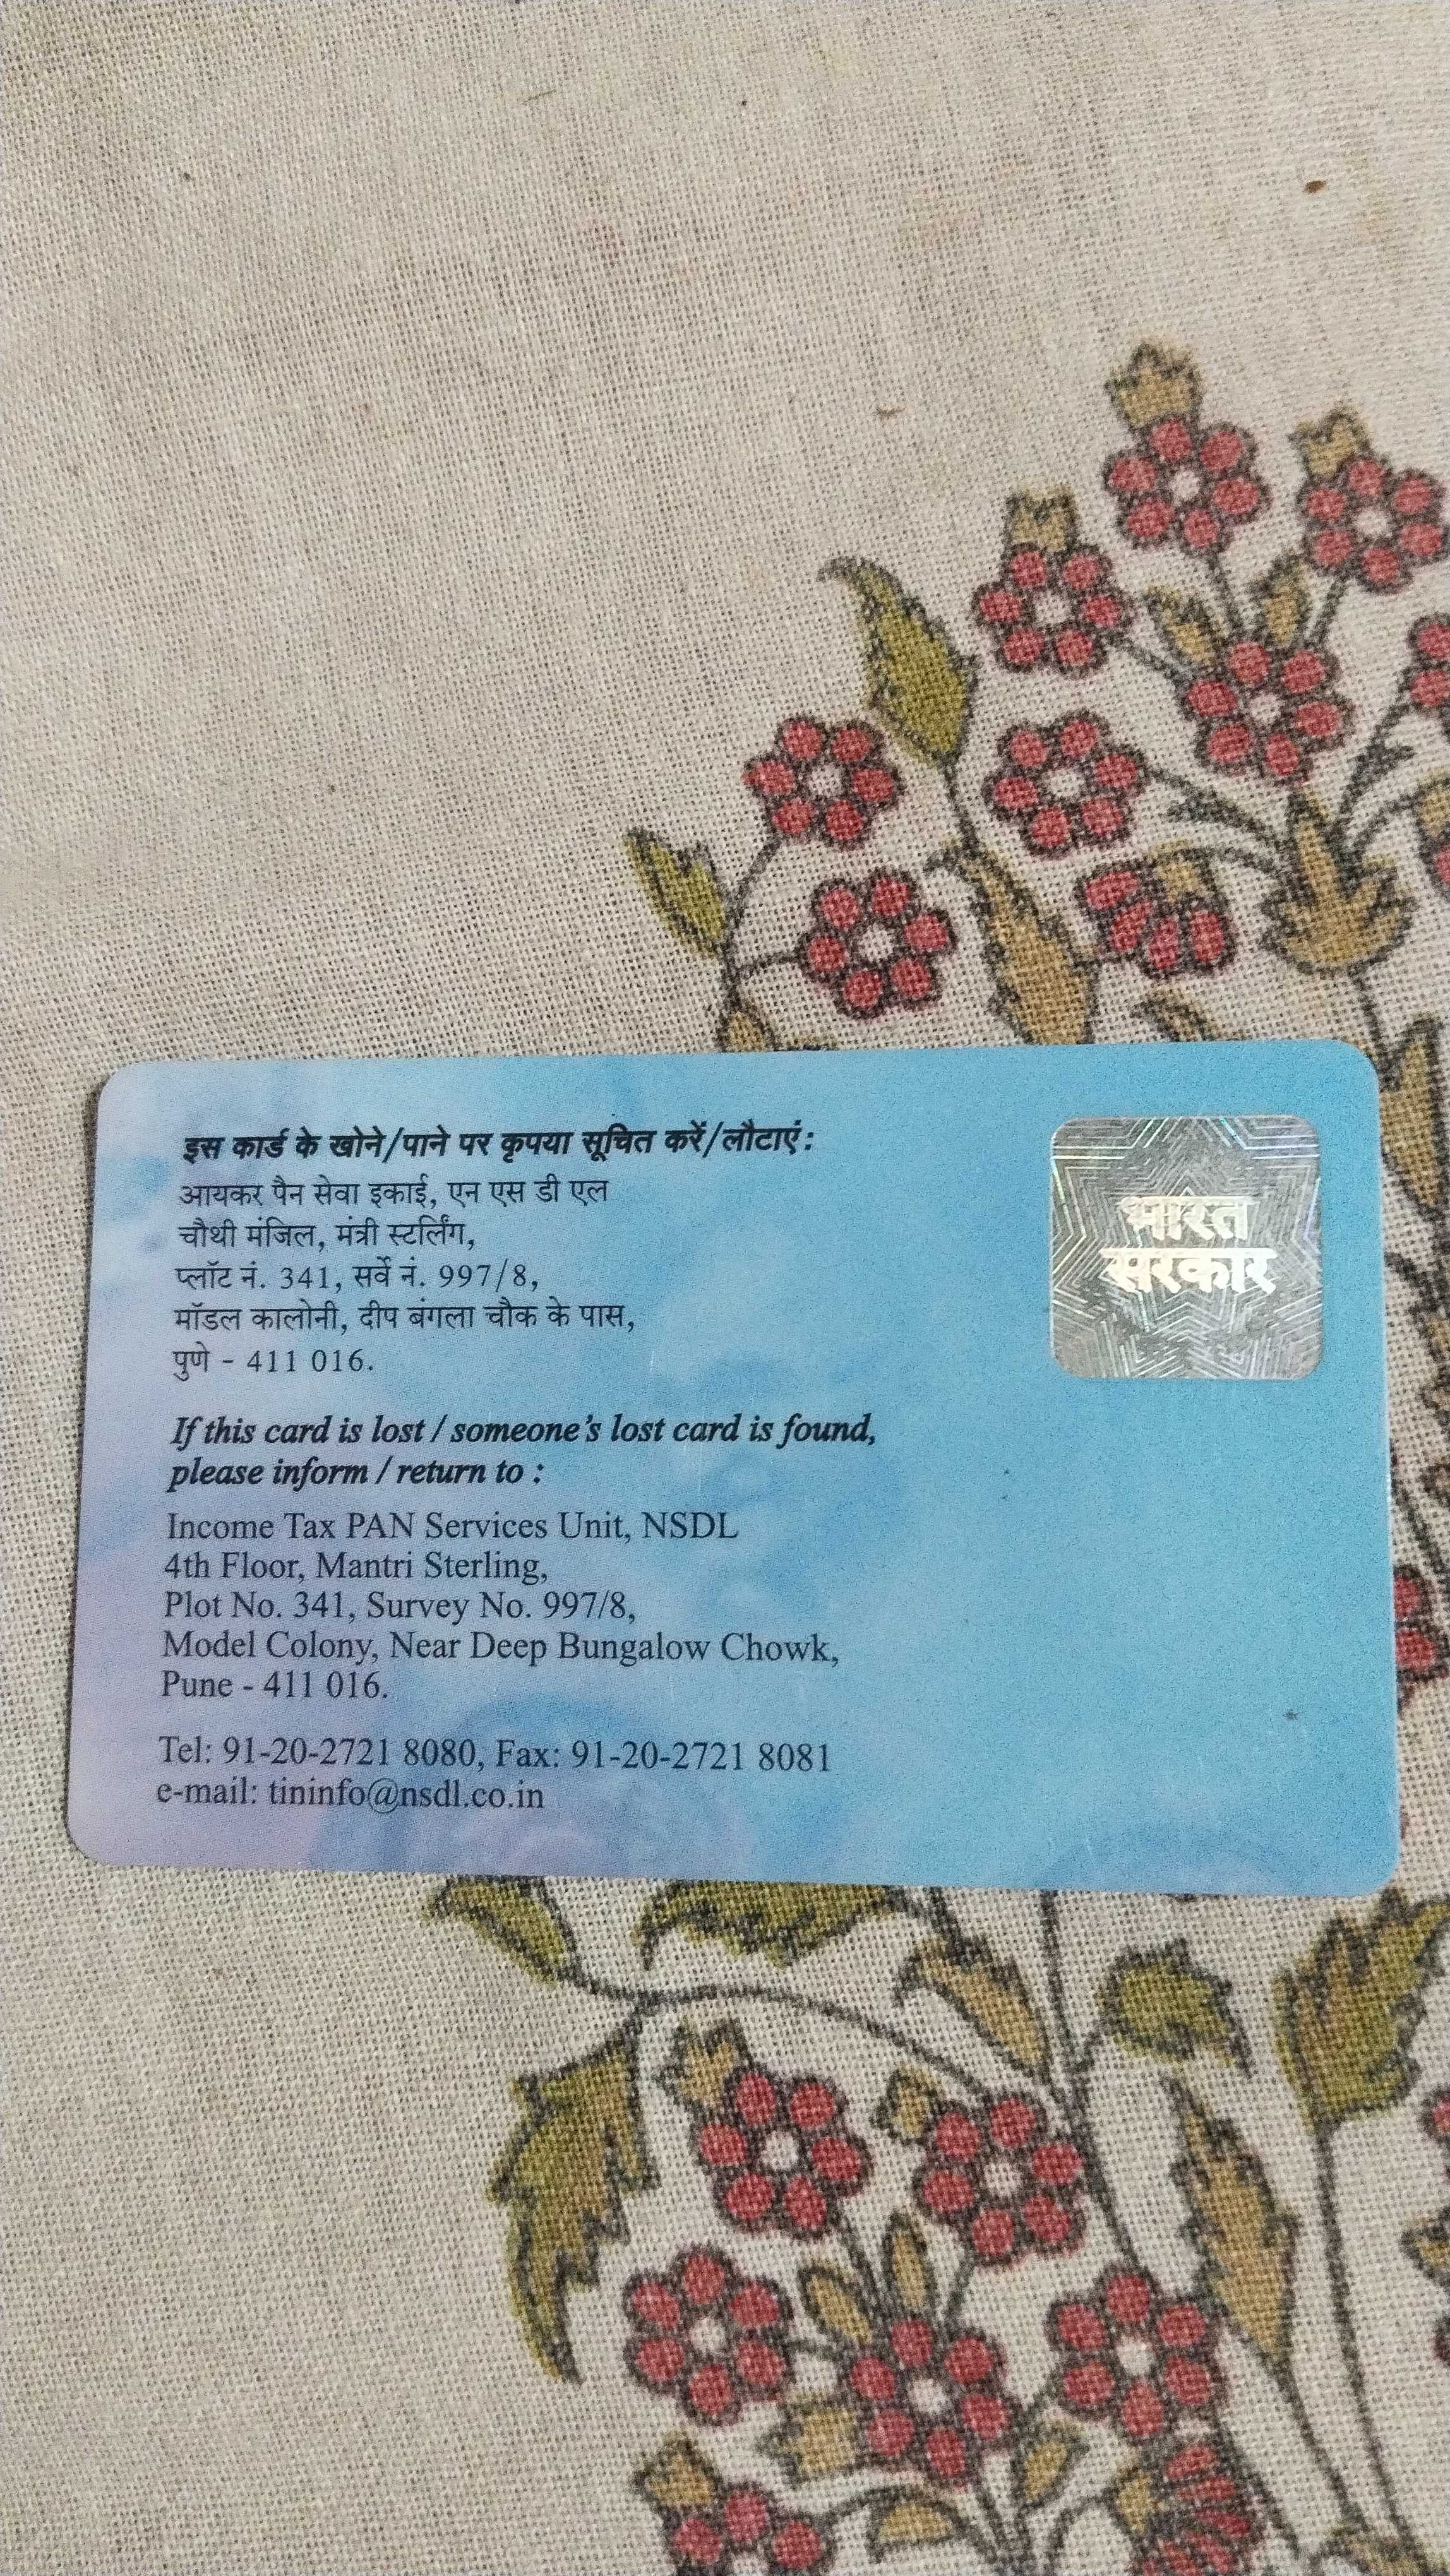 इस कार्ड के खोने/पाने पर कृपया सूचित करें/लौटाएं :
आयकर पैन सेवा इकाई, एन एस डी एल
चौथी मंजिल, मंत्री स्टर्लिंग,
प्लॉट नं. 341, सर्वे नं. 997/8,
मॉडल कालोनी, दीप बंगला चौक के पास,
पुणे - 411 016.
भारत
सरकार
If this card is lost / someone's lost card is found,
please inform / return to :
Income Tax PAN Services Unit, NSDL
4th Floor, Mantri Sterling,
Plot No. 341, Survey No. 997/8,
Model Colony, Near Deep Bungalow Chowk,
Pune - 411 016.
Tel: 91-20-2721 8080, Fax: 91-20-2721 8081
e-mail: tininfo@nsdl.co.in